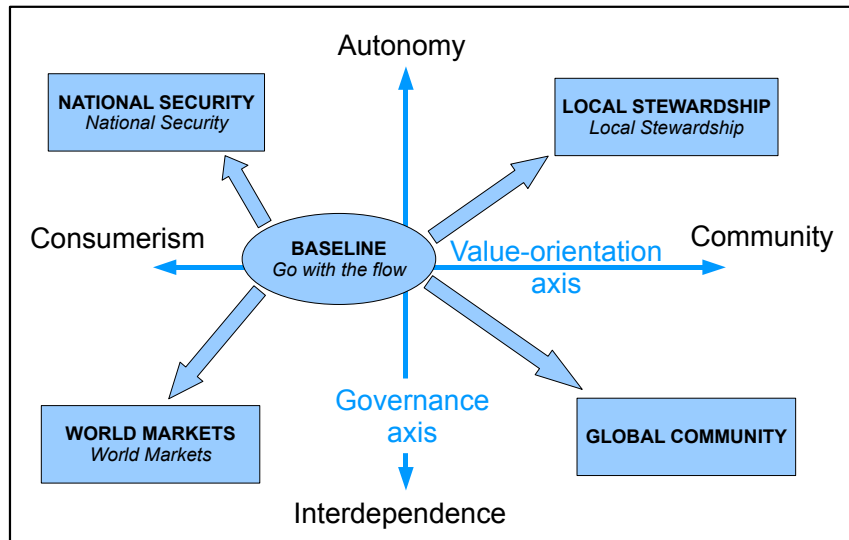 Autonomy
NATIONAL SECURITY
National Security
LOCAL STEWARDSHIP
Local Stewardship
Consumerism
BASELINE
Go with the flow
Value-orientation
axis
Community
Governance
axis
WORLD MARKETS
World Markets
GLOBAL COMMUNITY
Interdependence